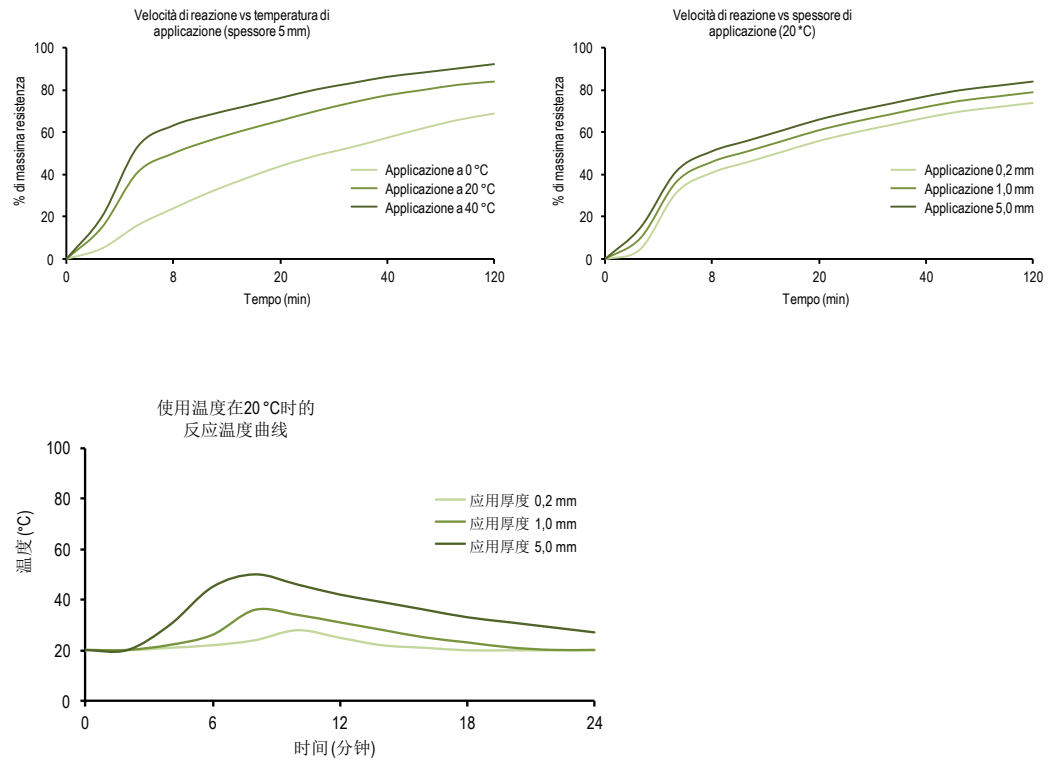 Velocità di reazione vs temperatura di
applicazione (spessore 5 mm)
100
80
60
40
20
0
% di massima resistenza
Applicazione a 0 °C
Applicazione a 20 °C
Applicazione a 40 °C
0 8 20 40 120
Tempo (min)
Velocità di reazione vs spessore di
applicazione (20 °C)
100
80
60
40
20
0
% di massima resistenza
Applicazione 0,2 mm
Applicazione 1,0 mm
Applicazione 5,0 mm
0 8 20 40 120
Tempo (min)
使用温度在20 °C时的
反应温度曲线
100
80
60
40
20
0
温度 (°C)
应用厚度 0,2 mm
应用厚度 1,0 mm
应用厚度 5,0 mm
0 6 12 18 24
时间 (分钟)